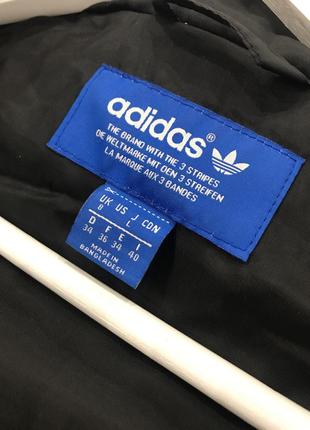 adidas®
THE BRAND WITH THE 3 STRIPES
DIE WELTMARKE MIT DEN 3 STREIFEN
LA MARQUE AUX 3 BANDES
UK US J CDN
8 L
D F E I
34 36 34 40
MADE IN
BANGLADESH